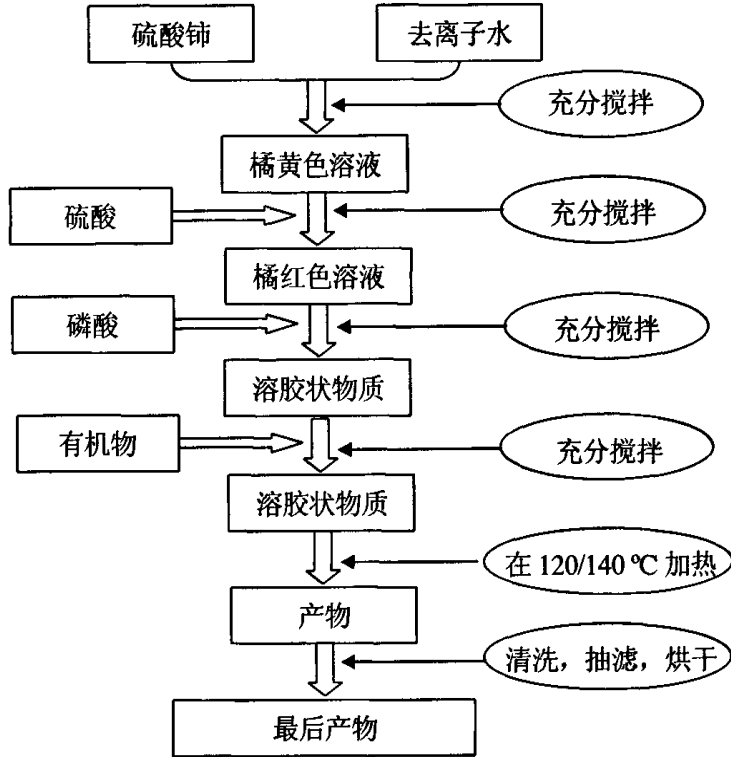 硫酸铈
去离子水
充分搅拌
橘黄色溶液
硫酸
充分搅拌
橘红色溶液
磷酸
充分搅拌
溶胶状物质
有机物
充分搅拌
溶胶状物质
在 120/140 ℃ 加热
产物
清洗，抽滤，烘干
最后产物